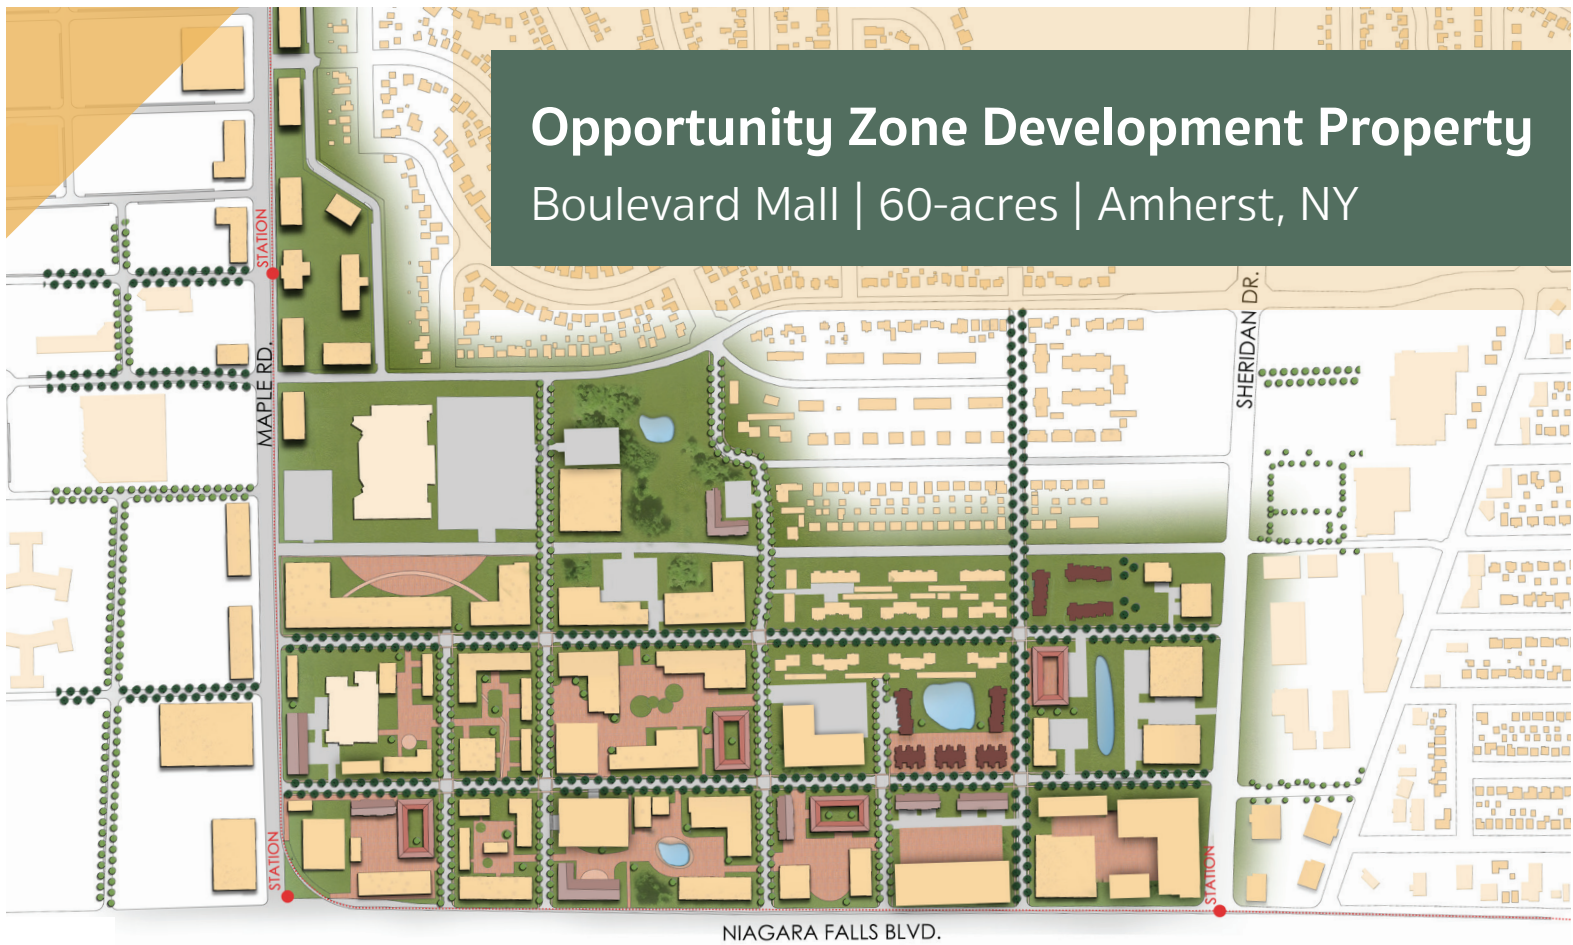 Opportunity Zone Development Property
Boulevard Mall | 60-acres | Amherst, NY
STATION
SHERIDAN DR.
MAPLE RD.
STATION
STATION
NIAGARA FALLS BLVD.